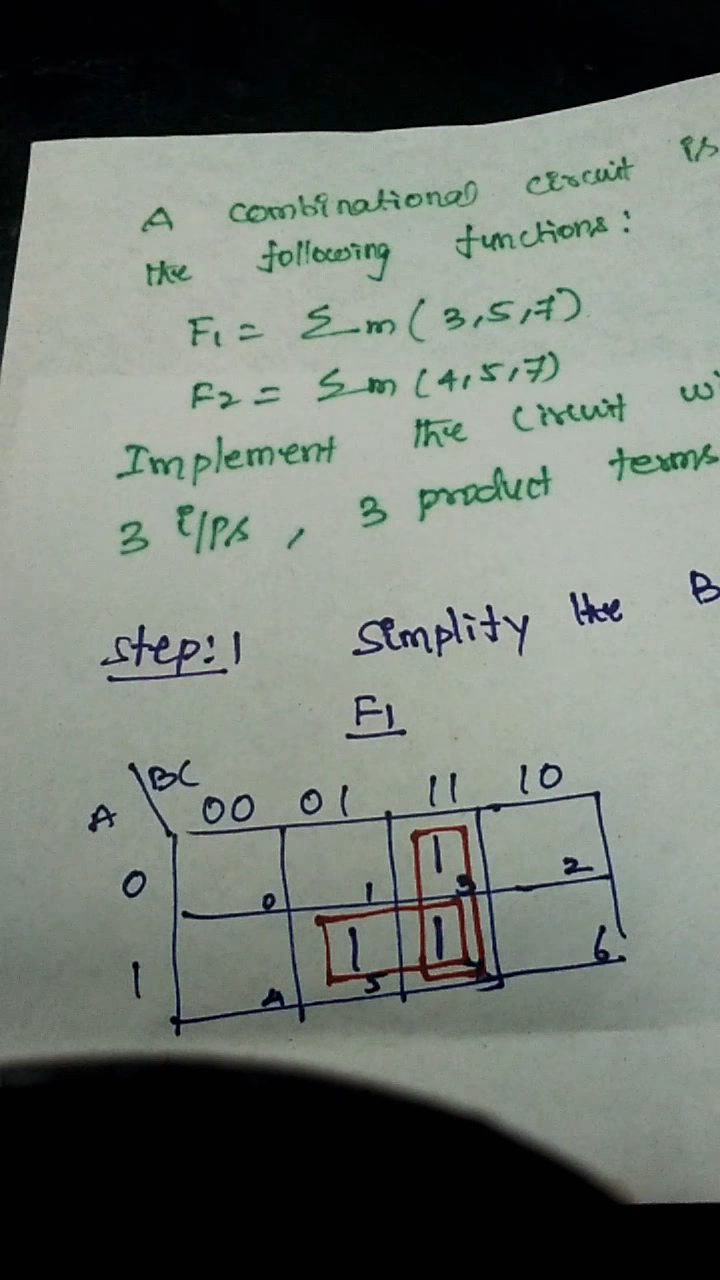 A combinational circuit is
the following functions:
F1 = Σm(3,5,7)
F2 = Σm(4,5,7)
Implement the circuit wi
3 i/ps, 3 product terms
step:1 Simplify the B
F1
A \ BC 00 01 11 10
0 0 1 1 3 2
1 4 1 5 1 7 6